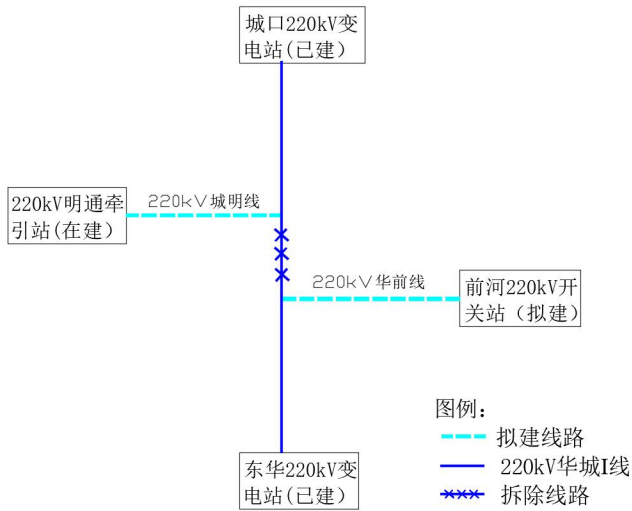 城口220kV变
电站(已建）
220kV城明线
220kV明通牵
引站(在建）
220kV华前线
前河220kV开
关站（拟建）
图例：
拟建线路
220kV华城I线
拆除线路
东华220kV变
电站(已建）